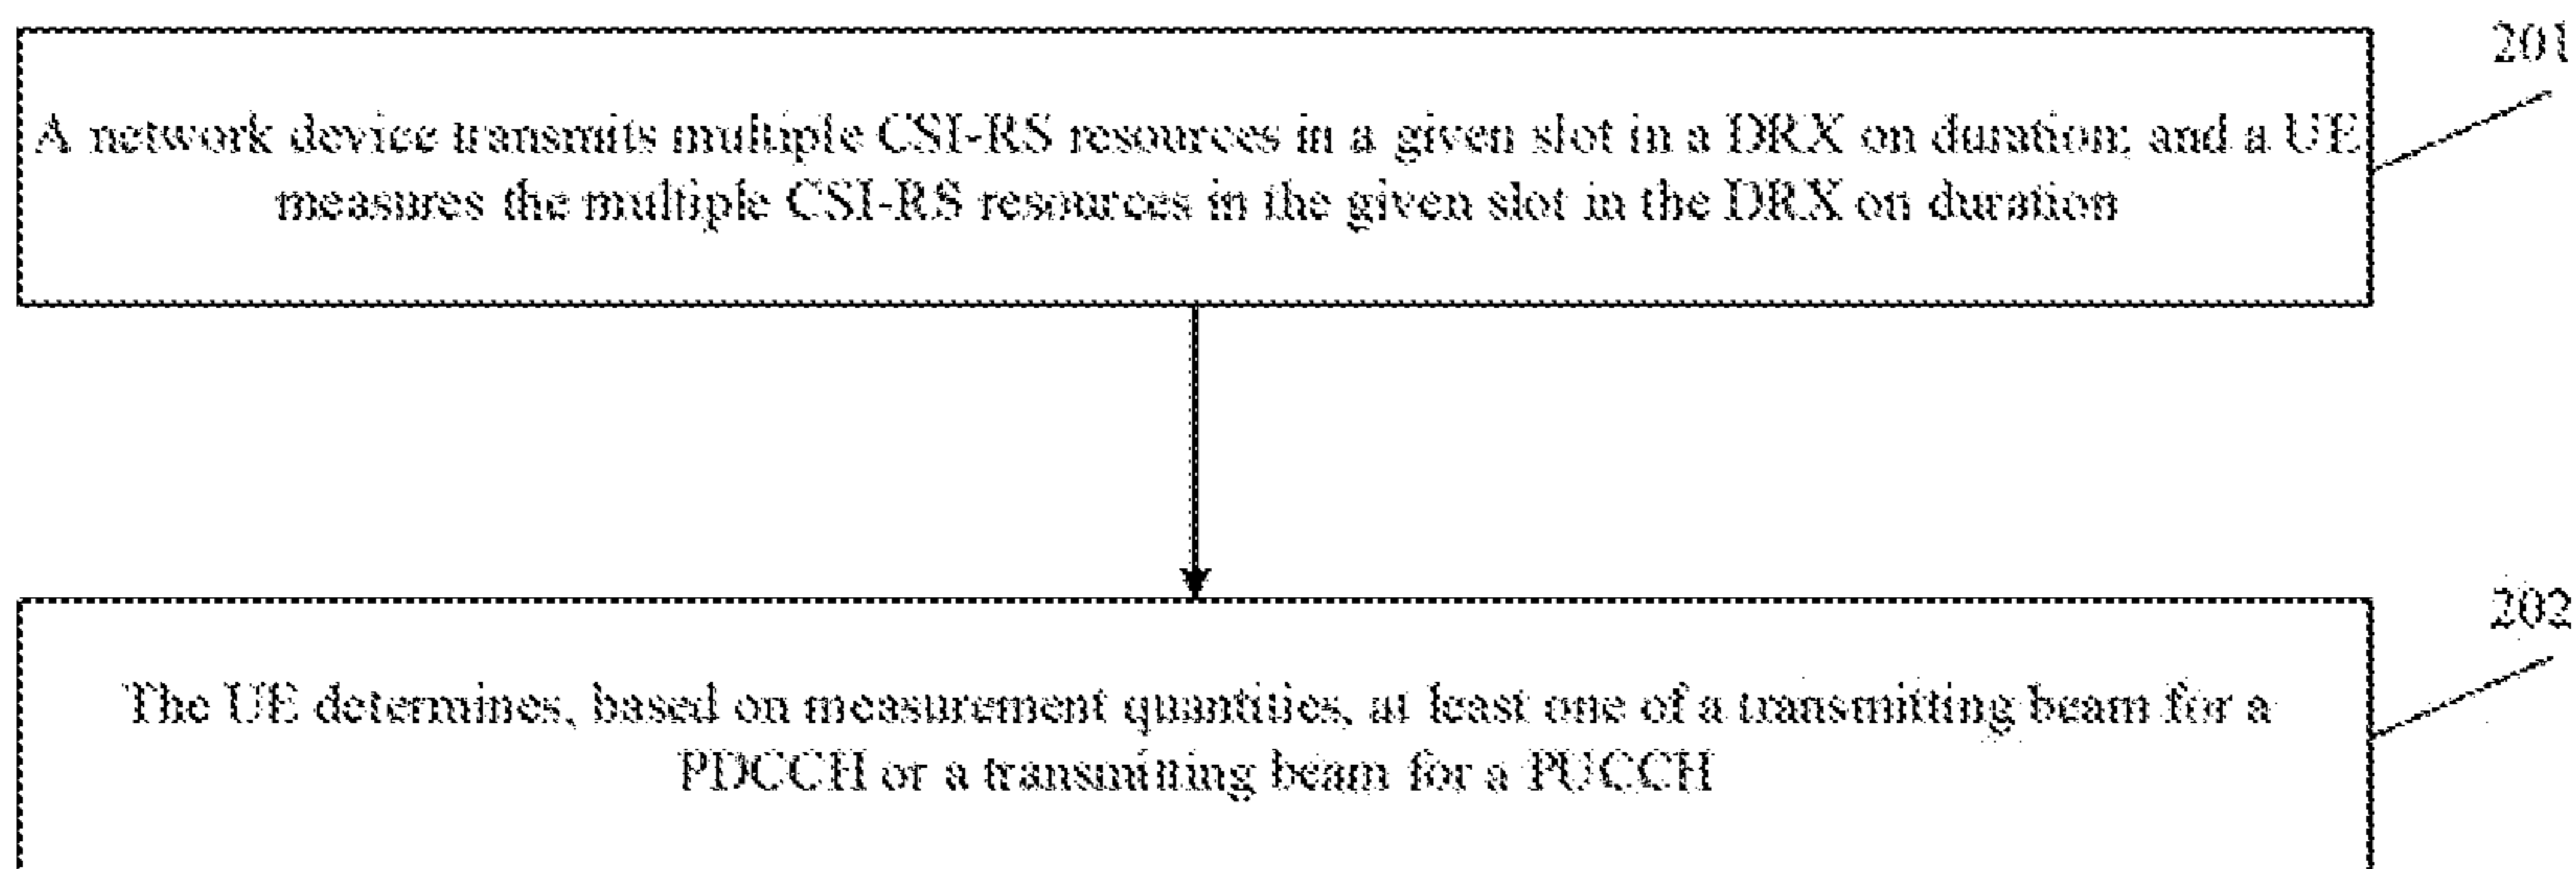 201
A network device transmits multiple CSI-RS resources in a given slot in a DRX on duration; and a UE
measures the multiple CSI-RS resources in the given slot in the DRX on duration
202
The UE determines, based on measurement quantities, at least one of a transmitting beam for a
PDCCH or a transmitting beam for a PUCCH